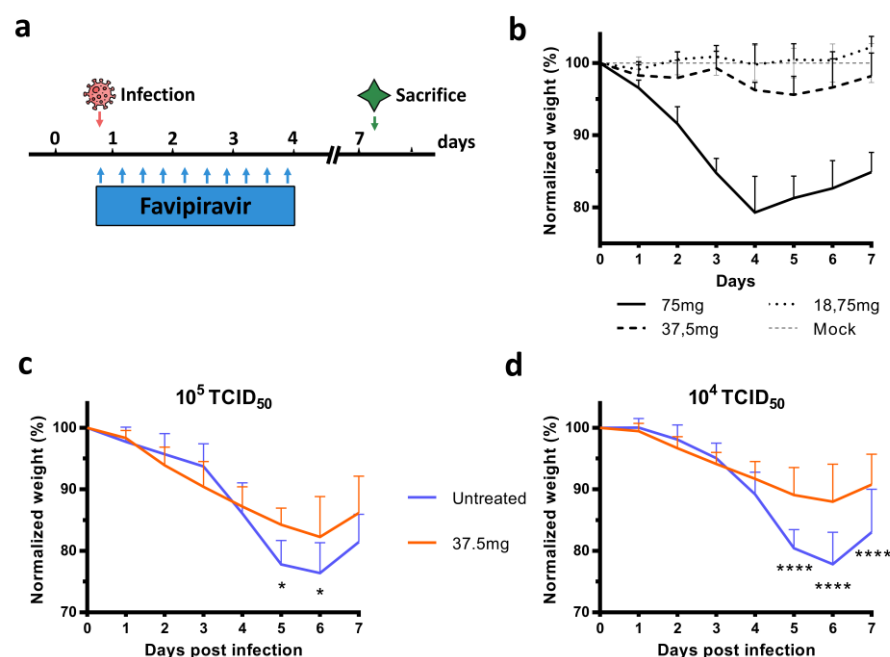 a
Infection
Sacrifice
0 1 2 3 4 7 days
Favipiravir
b
Normalized weight (%)
100
90
80
0 1 2 3 4 5 6 7
Days
75mg
18,75mg
37,5mg
Mock
c
10⁵ TCID₅₀
Normalized weight (%)
100
90
80
70
* *
0 1 2 3 4 5 6 7
Days post infection
Untreated
37.5mg
d
10⁴ TCID₅₀
Normalized weight (%)
100
90
80
70
**** **** ****
0 1 2 3 4 5 6 7
Days post infection